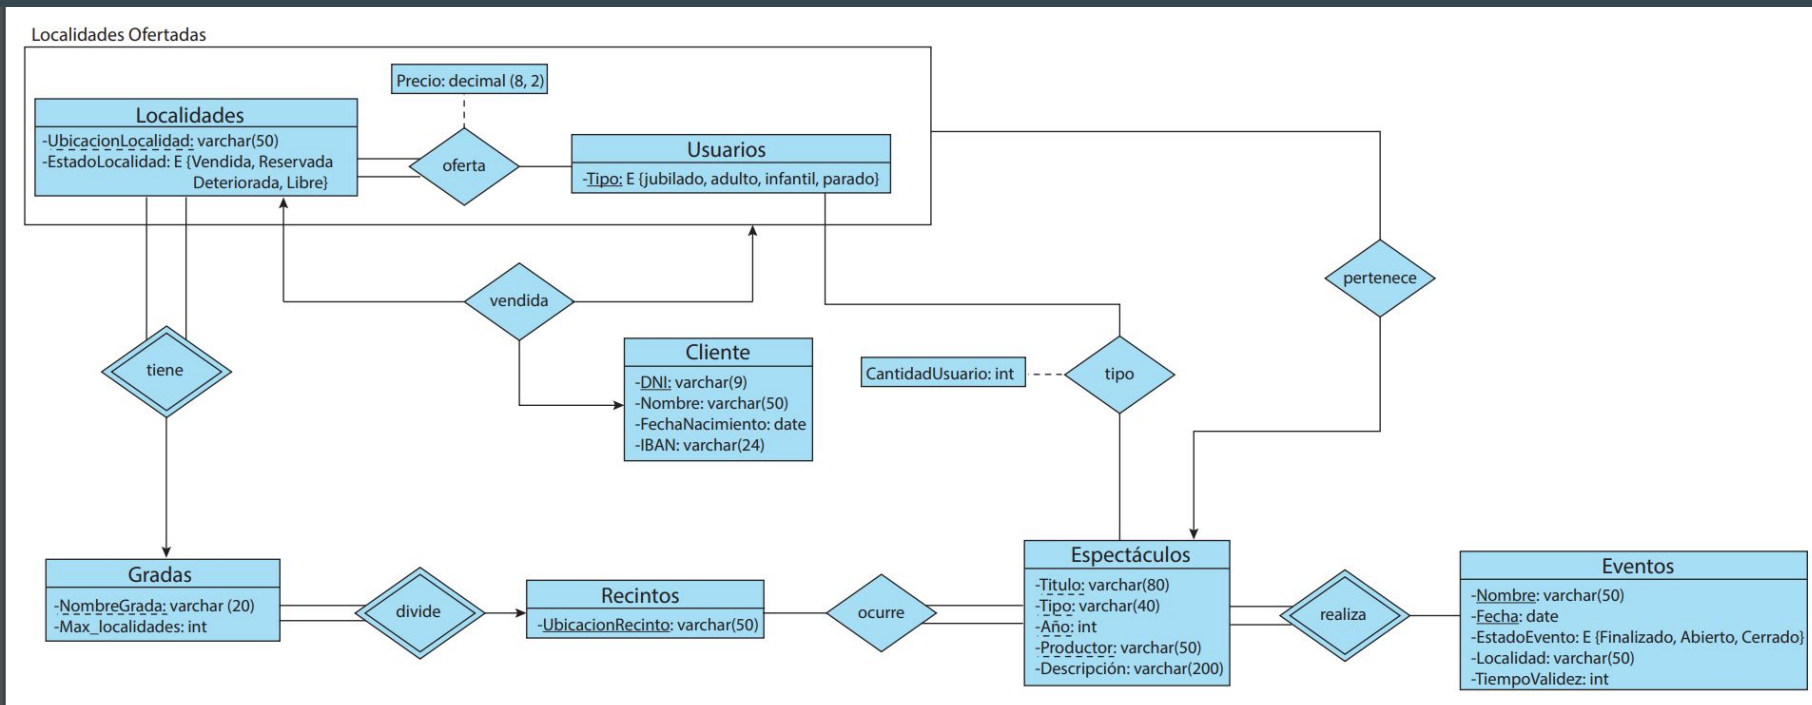 Localidades Ofertadas
Precio: decimal (8, 2)
Localidades
-UbicacionLocalidad: varchar(50)
-EstadoLocalidad: E {Vendida, Reservada
Deteriorada, Libre}
oferta
Usuarios
-Tipo: E {jubilado, adulto, infantil, parado}
pertenece
vendida
tiene
Cliente
-DNI: varchar(9)
-Nombre: varchar(50)
-FechaNacimiento: date
-IBAN: varchar(24)
CantidadUsuario: int
tipo
Gradas
-NombreGrada: varchar (20)
-Max_localidades: int
divide
Recintos
-UbicacionRecinto: varchar(50)
ocurre
Espectáculos
-Titulo: varchar(80)
-Tipo: varchar(40)
-Año: int
-Productor: varchar(50)
-Descripción: varchar(200)
realiza
Eventos
-Nombre: varchar(50)
-Fecha: date
-EstadoEvento: E {Finalizado, Abierto, Cerrado}
-Localidad: varchar(50)
-TiempoValidez: int